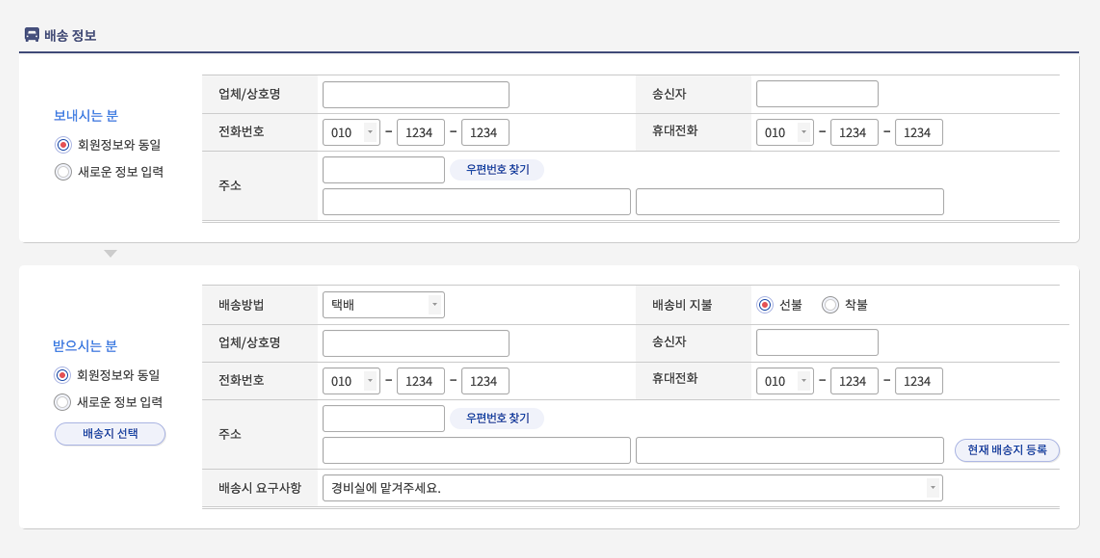 배송 정보
보내시는 분
회원정보와 동일
새로운 정보 입력
업체/상호명
송신자
전화번호 010 - 1234 - 1234
휴대전화 010 - 1234 - 1234
주소
우편번호 찾기
받으시는 분
회원정보와 동일
새로운 정보 입력
배송지 선택
배송방법 택배
배송비 지불 선불 착불
업체/상호명
송신자
전화번호 010 - 1234 - 1234
휴대전화 010 - 1234 - 1234
주소
우편번호 찾기
현재 배송지 등록
배송시 요구사항 경비실에 맡겨주세요.